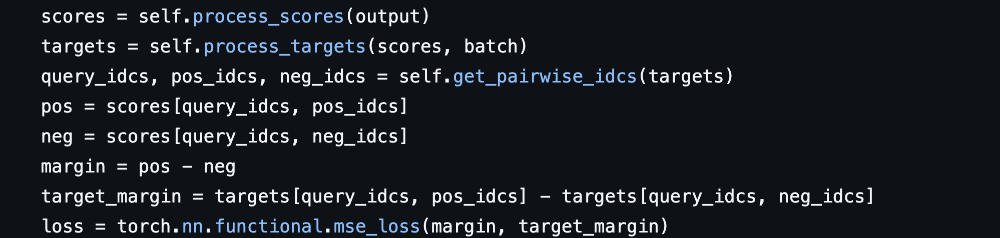 scores = self.process_scores(output)
targets = self.process_targets(scores, batch)
query_idcs, pos_idcs, neg_idcs = self.get_pairwise_idcs(targets)
pos = scores[query_idcs, pos_idcs]
neg = scores[query_idcs, neg_idcs]
margin = pos - neg
target_margin = targets[query_idcs, pos_idcs] - targets[query_idcs, neg_idcs]
loss = torch.nn.functional.mse_loss(margin, target_margin)